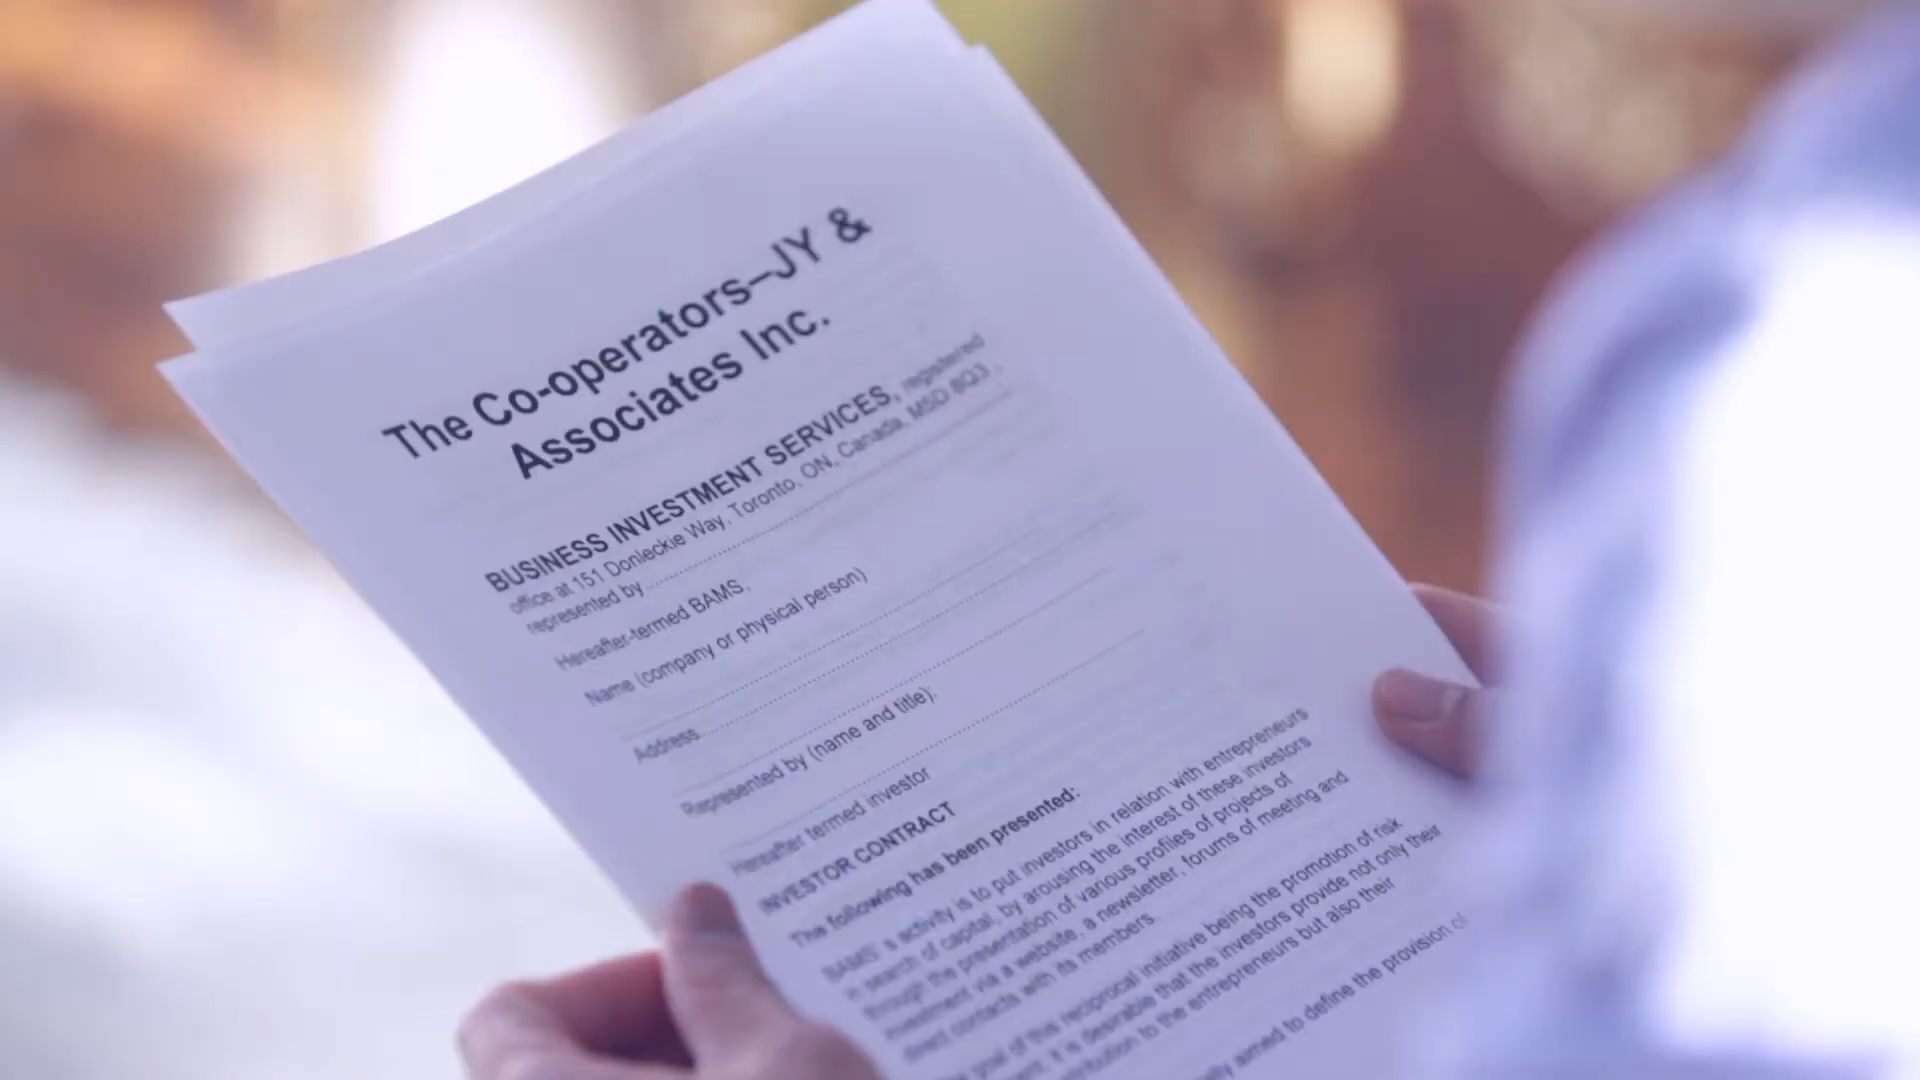 The Co-operators–JY &
Associates Inc.
BUSINESS INVESTMENT SERVICES, registered
office at 151 Donleckie Way, Toronto, ON, Canada, M5D 8Q3 ,
represented by
Hereafter-termed BAMS,
Name (company or physical person)
Address
Represented by (name and title):
Hereafter termed investor
INVESTOR CONTRACT
The following has been presented:
BAMS' s activity is to put investors in relation with entrepreneurs
in search of capital, by arousing the interest of these investors
through the presentation of various profiles of projects of
investment via a website, a newsletter, forums of meeting and
direct contacts with its members.
goal of this reciprocal initiative being the promotion of risk
it is desirable that the investors provide not only their
to the entrepreneurs but also their
aimed to define the provision of